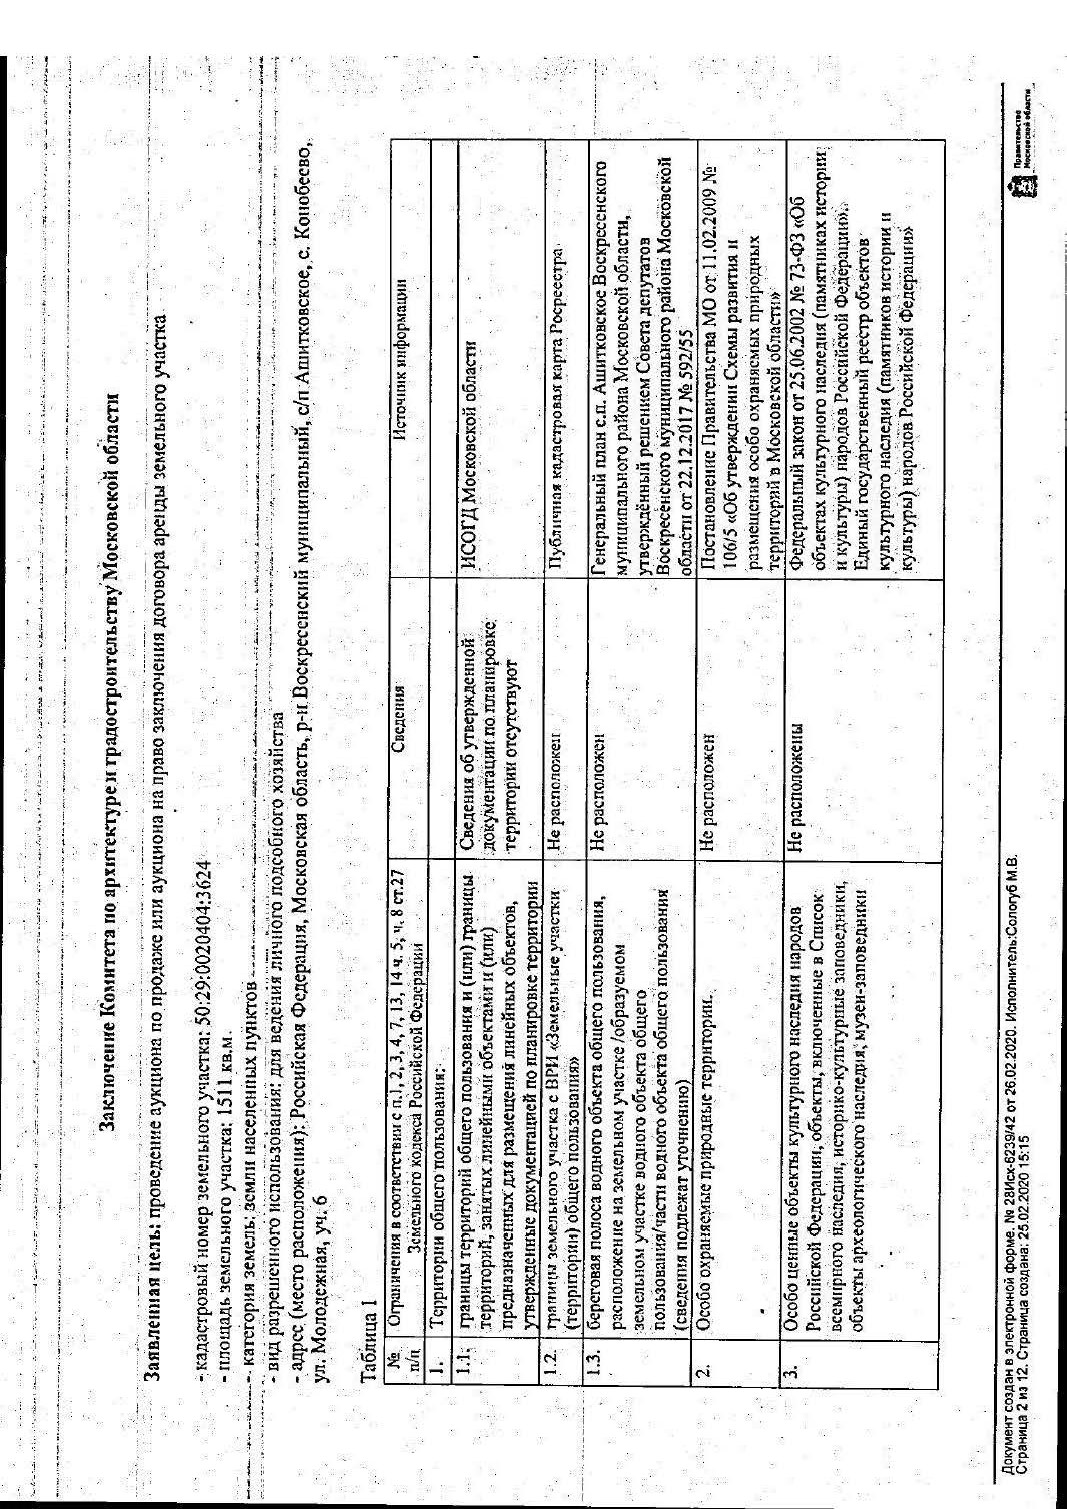 Заключение Комитета по архитектуре и градостроительству Московской области
Заявленная цель: проведение аукциона по продаже или аукциона на право заключения договора аренды земельного участка
- кадастровый номер земельного участка: 50:29:0020404:3624
- площадь земельного участка: 1511 кв.м.
- категория земель: земли населенных пунктов
- вид разрешенного использования: для ведения личного подсобного хозяйства
- адрес (место расположения): Российская Федерация, Московская область, р-н Воскресенский муниципальный, с/п Ашитковское, с. Конобеево,
ул. Молодежная, уч. 6
Таблица 1
№
п/п
Ограничения в соответствии с п.1, 2, 3, 4, 7, 13, 14 ч. 5, ч. 8 ст.27
Земельного кодекса Российской Федерации
Сведения
Источник информации
1.
Территории общего пользования:
1.1.
границы территорий общего пользования и (или) границы
территорий, занятых линейными объектами и (или)
предназначенных для размещения линейных объектов,
утвержденные документацией по планировке территории
Сведения об утвержденной
документации по планировке
территории отсутствуют
ИСОГД Московской области
1.2.
границы земельного участка с ВРИ «Земельные участки
(территории) общего пользования»
Не расположен
Публичная кадастровая карта Росреестра
1.3.
береговая полоса водного объекта общего пользования,
расположение на земельном участке /образуемом
земельном участке водного объекта общего
пользования/части водного объекта общего пользования
(сведения подлежат уточнению)
Не расположен
Генеральный план с.п. Ашитковское Воскресенского
муниципального района Московской области,
утверждённый решением Совета депутатов
Воскресенского муниципального района Московской
области от 22.12.2017 № 592/55
2.
Особо охраняемые природные территории.
Не расположен
Постановление Правительства МО от 11.02.2009 №
106/5 «Об утверждении Схемы развития и
размещения особо охраняемых природных
территорий в Московской области»
3.
Особо ценные объекты культурного наследия народов
Российской Федерации, объекты, включенные в Список
всемирного наследия, историко-культурные заповедники,
объекты археологического наследия, музеи-заповедники
Не расположены
Федеральный закон от 25.06.2002 № 73-ФЗ «Об
объектах культурного наследия (памятниках истории
и культуры) народов Российской Федерации»,
Единый государственный реестр объектов
культурного наследия (памятников истории и
культуры) народов Российской Федерации»
Документ создан в электронной форме. № 28Исх-6239/42 от 26.02.2020. Исполнитель:Сологуб М.В.
Страница 2 из 12. Страница создана: 25.02.2020 15:15
Правительство
Московской области